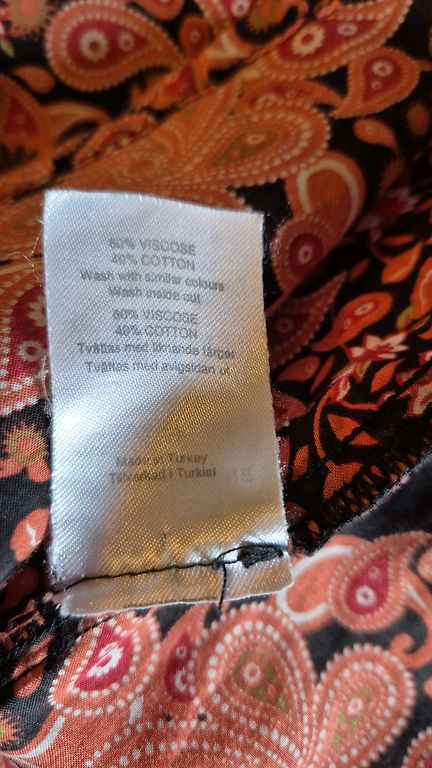 60% VISCOSE
40% COTTON
Wash with similar colours
Wash inside out
60% VISCOSE
40% COTTON
Tvättas med liknande färger
Tvättas med avigsidan ut
Made in Turkey
Tillverkad i Turkiet